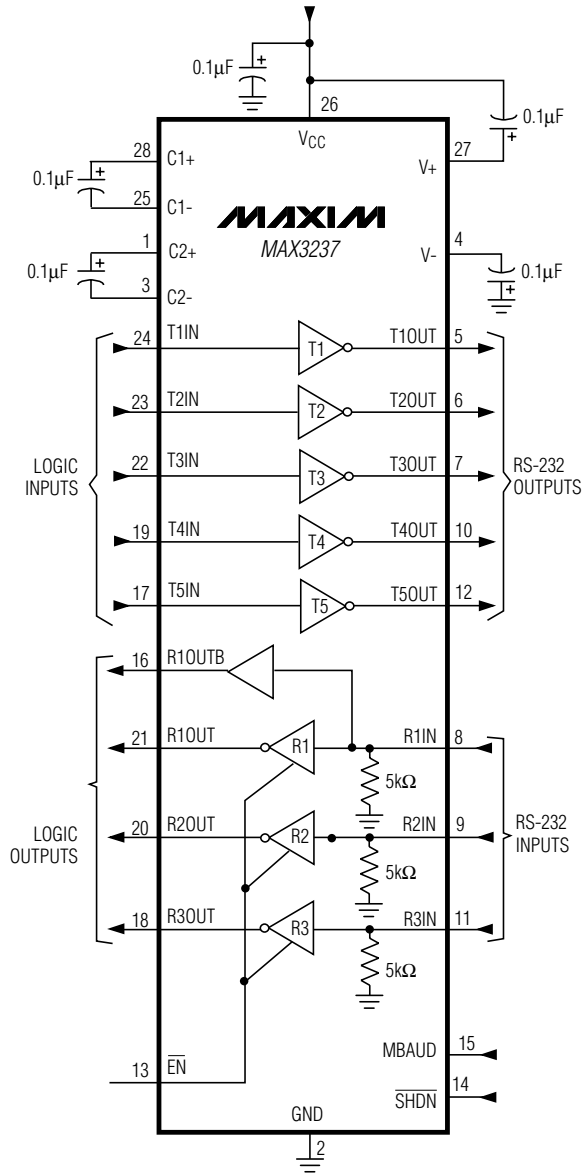 0.1µF
26
0.1µF
VCC
28
C1+
V+
27
0.1µF
25
C1-
MAXIM
MAX3237
1
C2+
V-
4
0.1µF
0.1µF
3
C2-
24
T1IN
T1
T1OUT
5
23
T2IN
T2
T2OUT
6
LOGIC
INPUTS
22
T3IN
T3
T3OUT
7
RS-232
OUTPUTS
19
T4IN
T4
T4OUT
10
17
T5IN
T5
T5OUT
12
16
R1OUTB
21
R1OUT
R1
R1IN
8
5kΩ
LOGIC
OUTPUTS
20
R2OUT
R2
R2IN
9
RS-232
INPUTS
5kΩ
18
R3OUT
R3
R3IN
11
5kΩ
MBAUD
15
13
EN
SHDN
14
GND
2